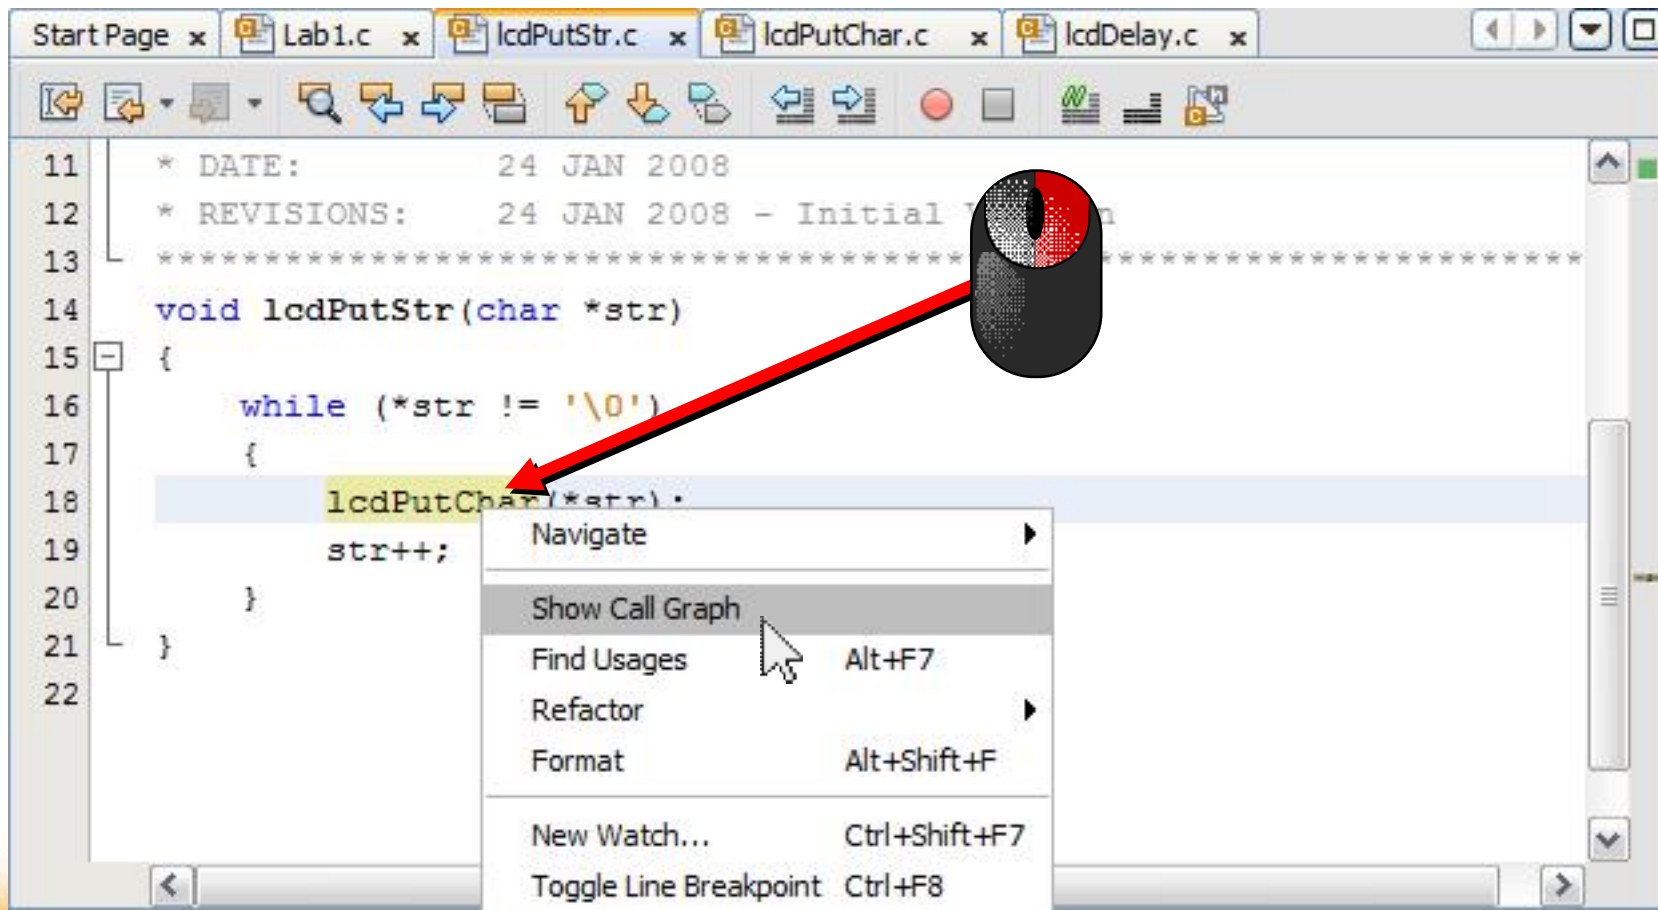 Start Page x Lab1.c x lcdPutStr.c x lcdPutChar.c x lcdDelay.c x
11 * DATE: 24 JAN 2008
12 * REVISIONS: 24 JAN 2008 - Initial
13 ********************************************************************
14 void lcdPutStr(char *str)
15 {
16 while (*str != '\0')
17 {
18 lcdPutChar(*str);
19 str++;
20 }
21 }
22
Navigate
Show Call Graph
Find Usages Alt+F7
Refactor
Format Alt+Shift+F
New Watch... Ctrl+Shift+F7
Toggle Line Breakpoint Ctrl+F8